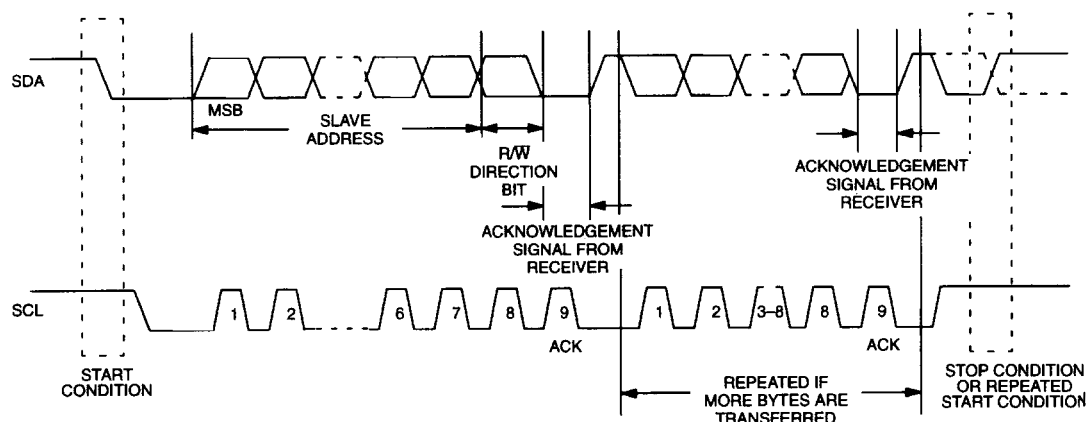 SDA
MSB
SLAVE
ADDRESS
R/W̅
DIRECTION
BIT
ACKNOWLEDGEMENT
SIGNAL FROM
RECEIVER
ACKNOWLEDGEMENT
SIGNAL FROM
RECEIVER
SCL
1 2 6 7 8 9 1 2 3–8 8 9
ACK ACK
START
CONDITION
REPEATED IF
MORE BYTES ARE
TRANSFERRED
STOP CONDITION
OR REPEATED
START CONDITION